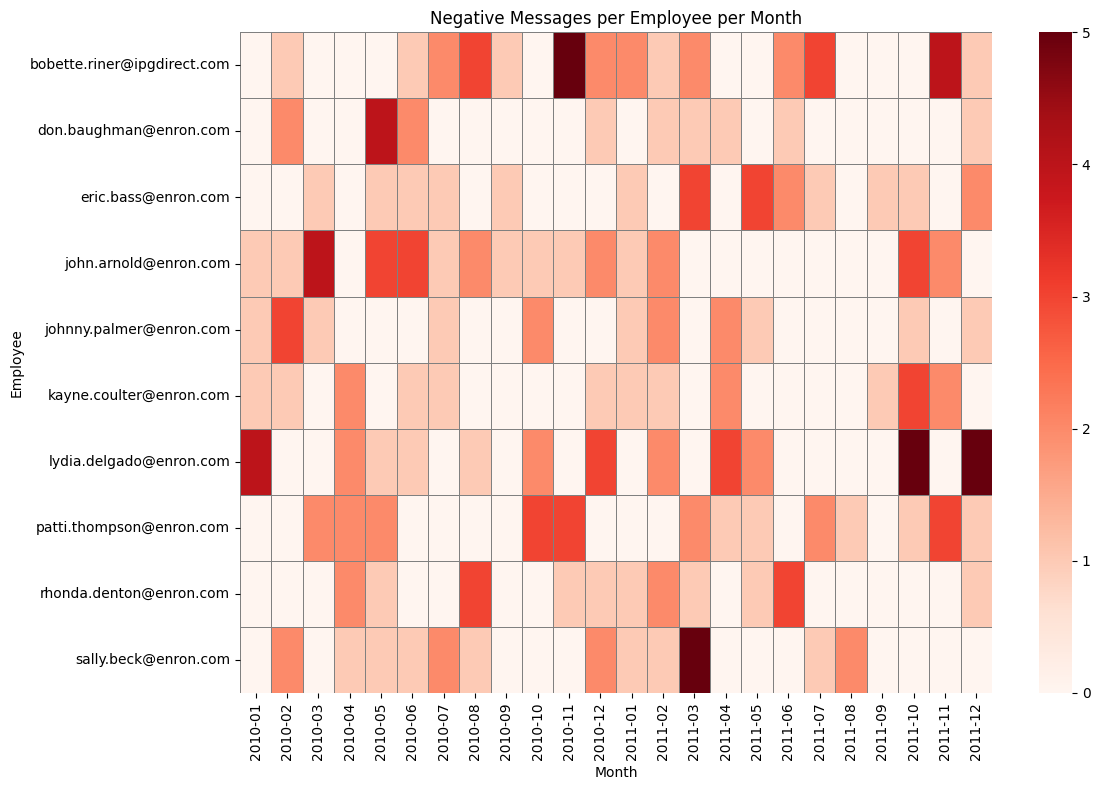 Negative Messages per Employee per Month
bobette.riner@ipgdirect.com
don.baughman@enron.com
eric.bass@enron.com
john.arnold@enron.com
johnny.palmer@enron.com
kayne.coulter@enron.com
lydia.delgado@enron.com
patti.thompson@enron.com
rhonda.denton@enron.com
sally.beck@enron.com
Employee
2010-01
2010-02
2010-03
2010-04
2010-05
2010-06
2010-07
2010-08
2010-09
2010-10
2010-11
2010-12
2011-01
2011-02
2011-03
2011-04
2011-05
2011-06
2011-07
2011-08
2011-09
2011-10
2011-11
2011-12
Month
5
4
3
2
1
0